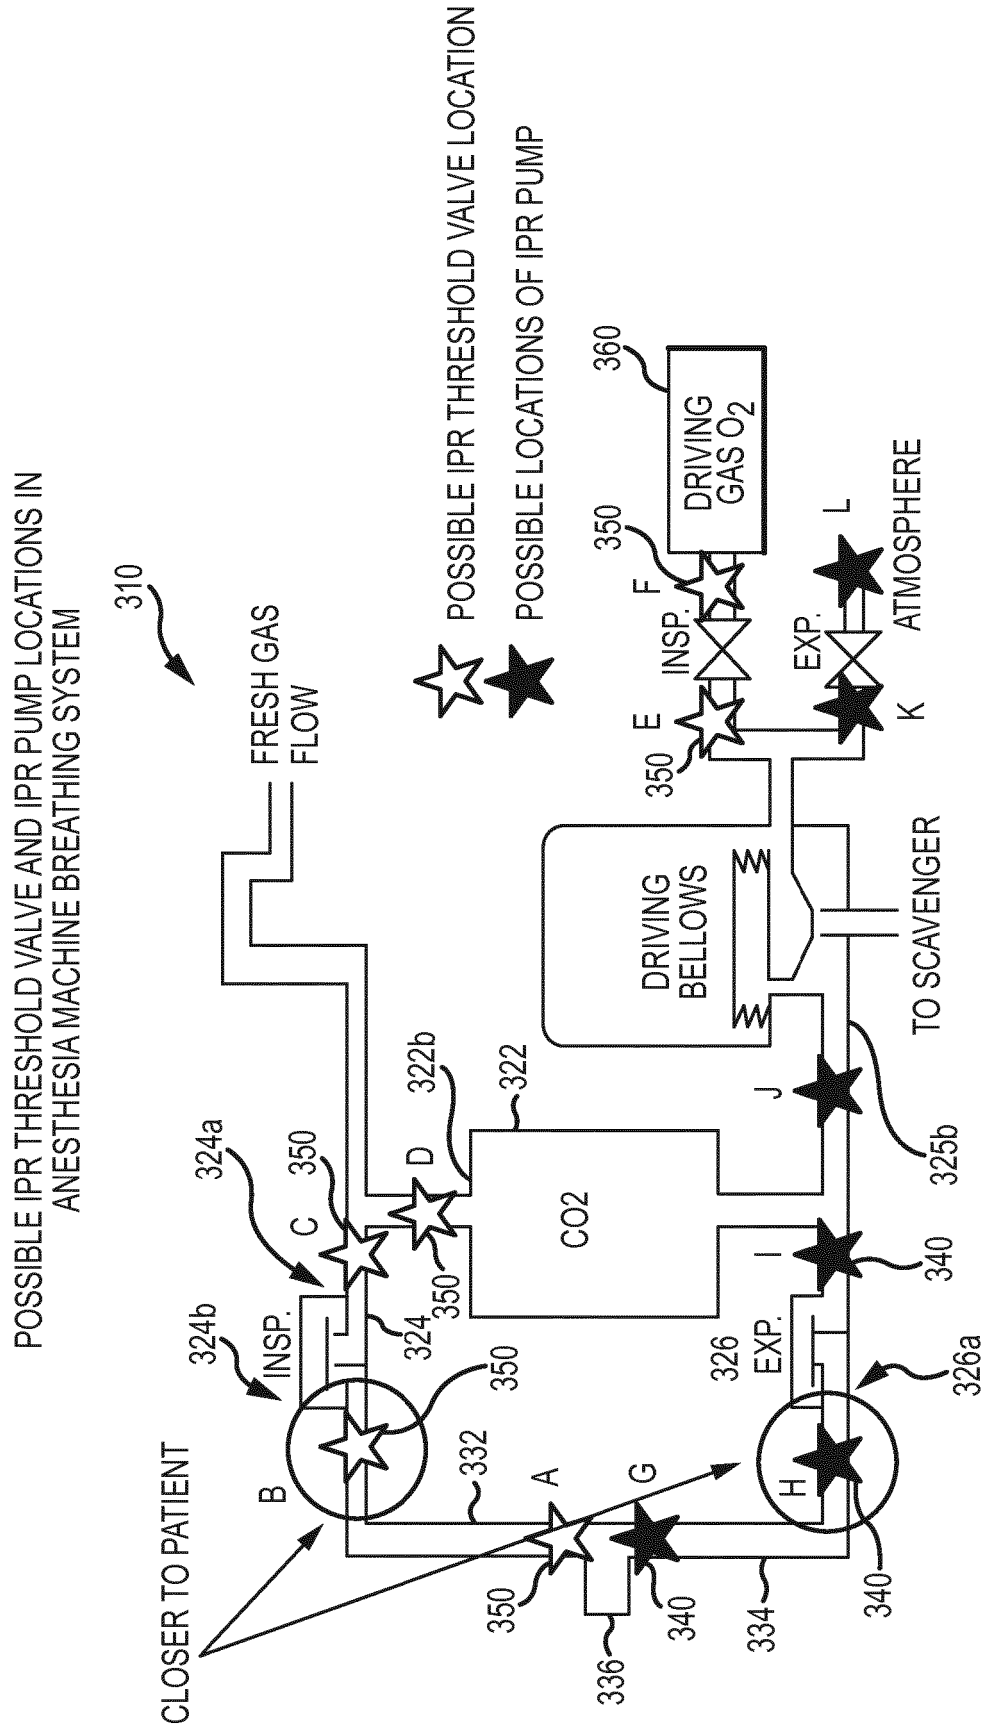 POSSIBLE IPR THRESHOLD VALVE AND IPR PUMP LOCATIONS IN
ANESTHESIA MACHINE BREATHING SYSTEM
310
FRESH GAS
FLOW
POSSIBLE IPR THRESHOLD VALVE LOCATION
POSSIBLE LOCATIONS OF IPR PUMP
CLOSER TO PATIENT
B
324b
INSP.
324a
C
350
350
324
332
D
350
322b
322
CO2
A
350
G
336
340
334
H
340
326
EXP.
326a
I
340
J
325b
DRIVING
BELLOWS
TO SCAVENGER
E
350
INSP.
F
350
360
DRIVING
GAS O2
K
EXP.
L
ATMOSPHERE